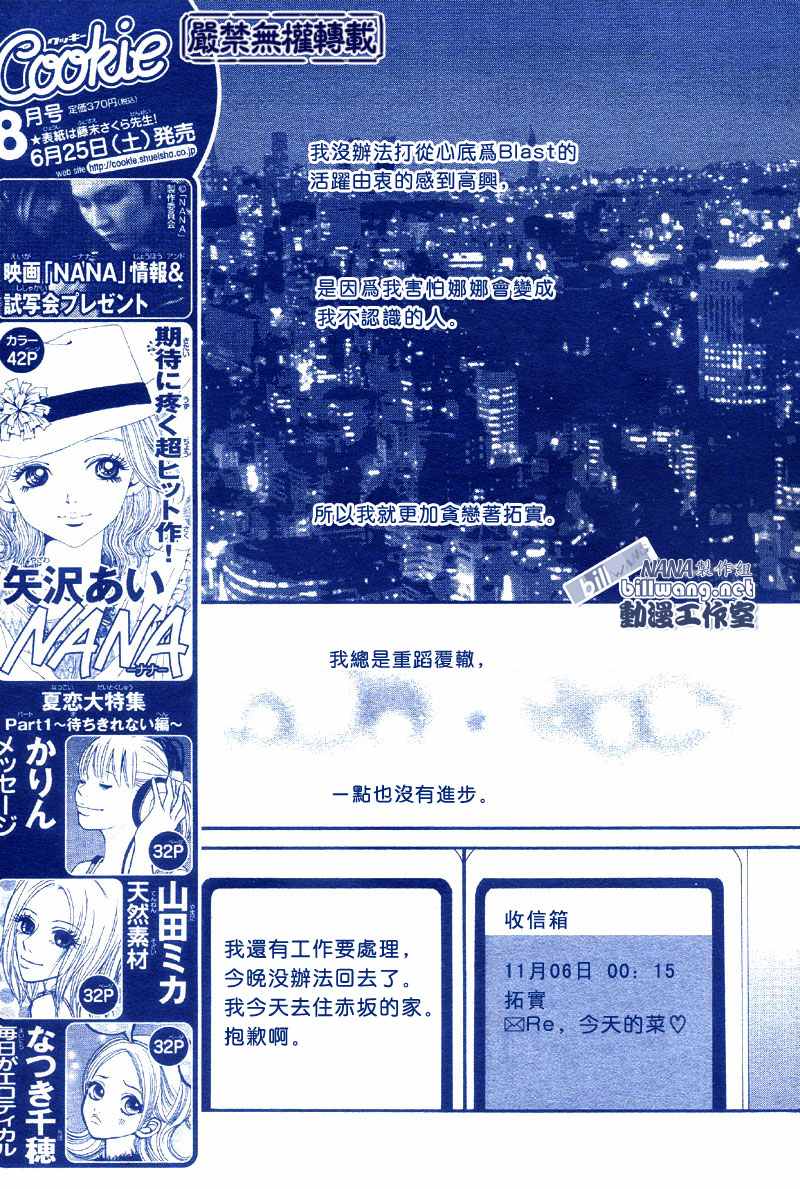 嚴禁無權轉載
クッキー
Cookie
8月号 定価370円(税込)
★表紙は藤末さくら先生!
6月25日(土)発売
web site http://cookie.shueisha.co.jp
©「NANA」
製作委員会
映画「NANA」情報&
試写会プレゼント
カラー
42P
期待に疼く超ヒット作!
矢沢あい
NANA
ーナナー
夏恋大特集
Part1~待ちきれない編~
かりん
メッセージ
32P
山田ミカ
天然素材
32P
なつき千穂
毎日がエロティカル
32P
我沒辦法打從心底爲Blast的
活躍由衷的感到高興,
是因爲我害怕娜娜會變成
我不認識的人。
所以我就更加貪戀著拓實。
bill
NANA製作組
billwang.net
動漫工作室
我總是重蹈覆轍,
一點也沒有進步。
我還有工作要處理,
今晚没辦法回去了。
我今天去住赤坂的家。
抱歉啊。
收信箱
11月06日 00:15
拓實
✉Re,今天的菜♡